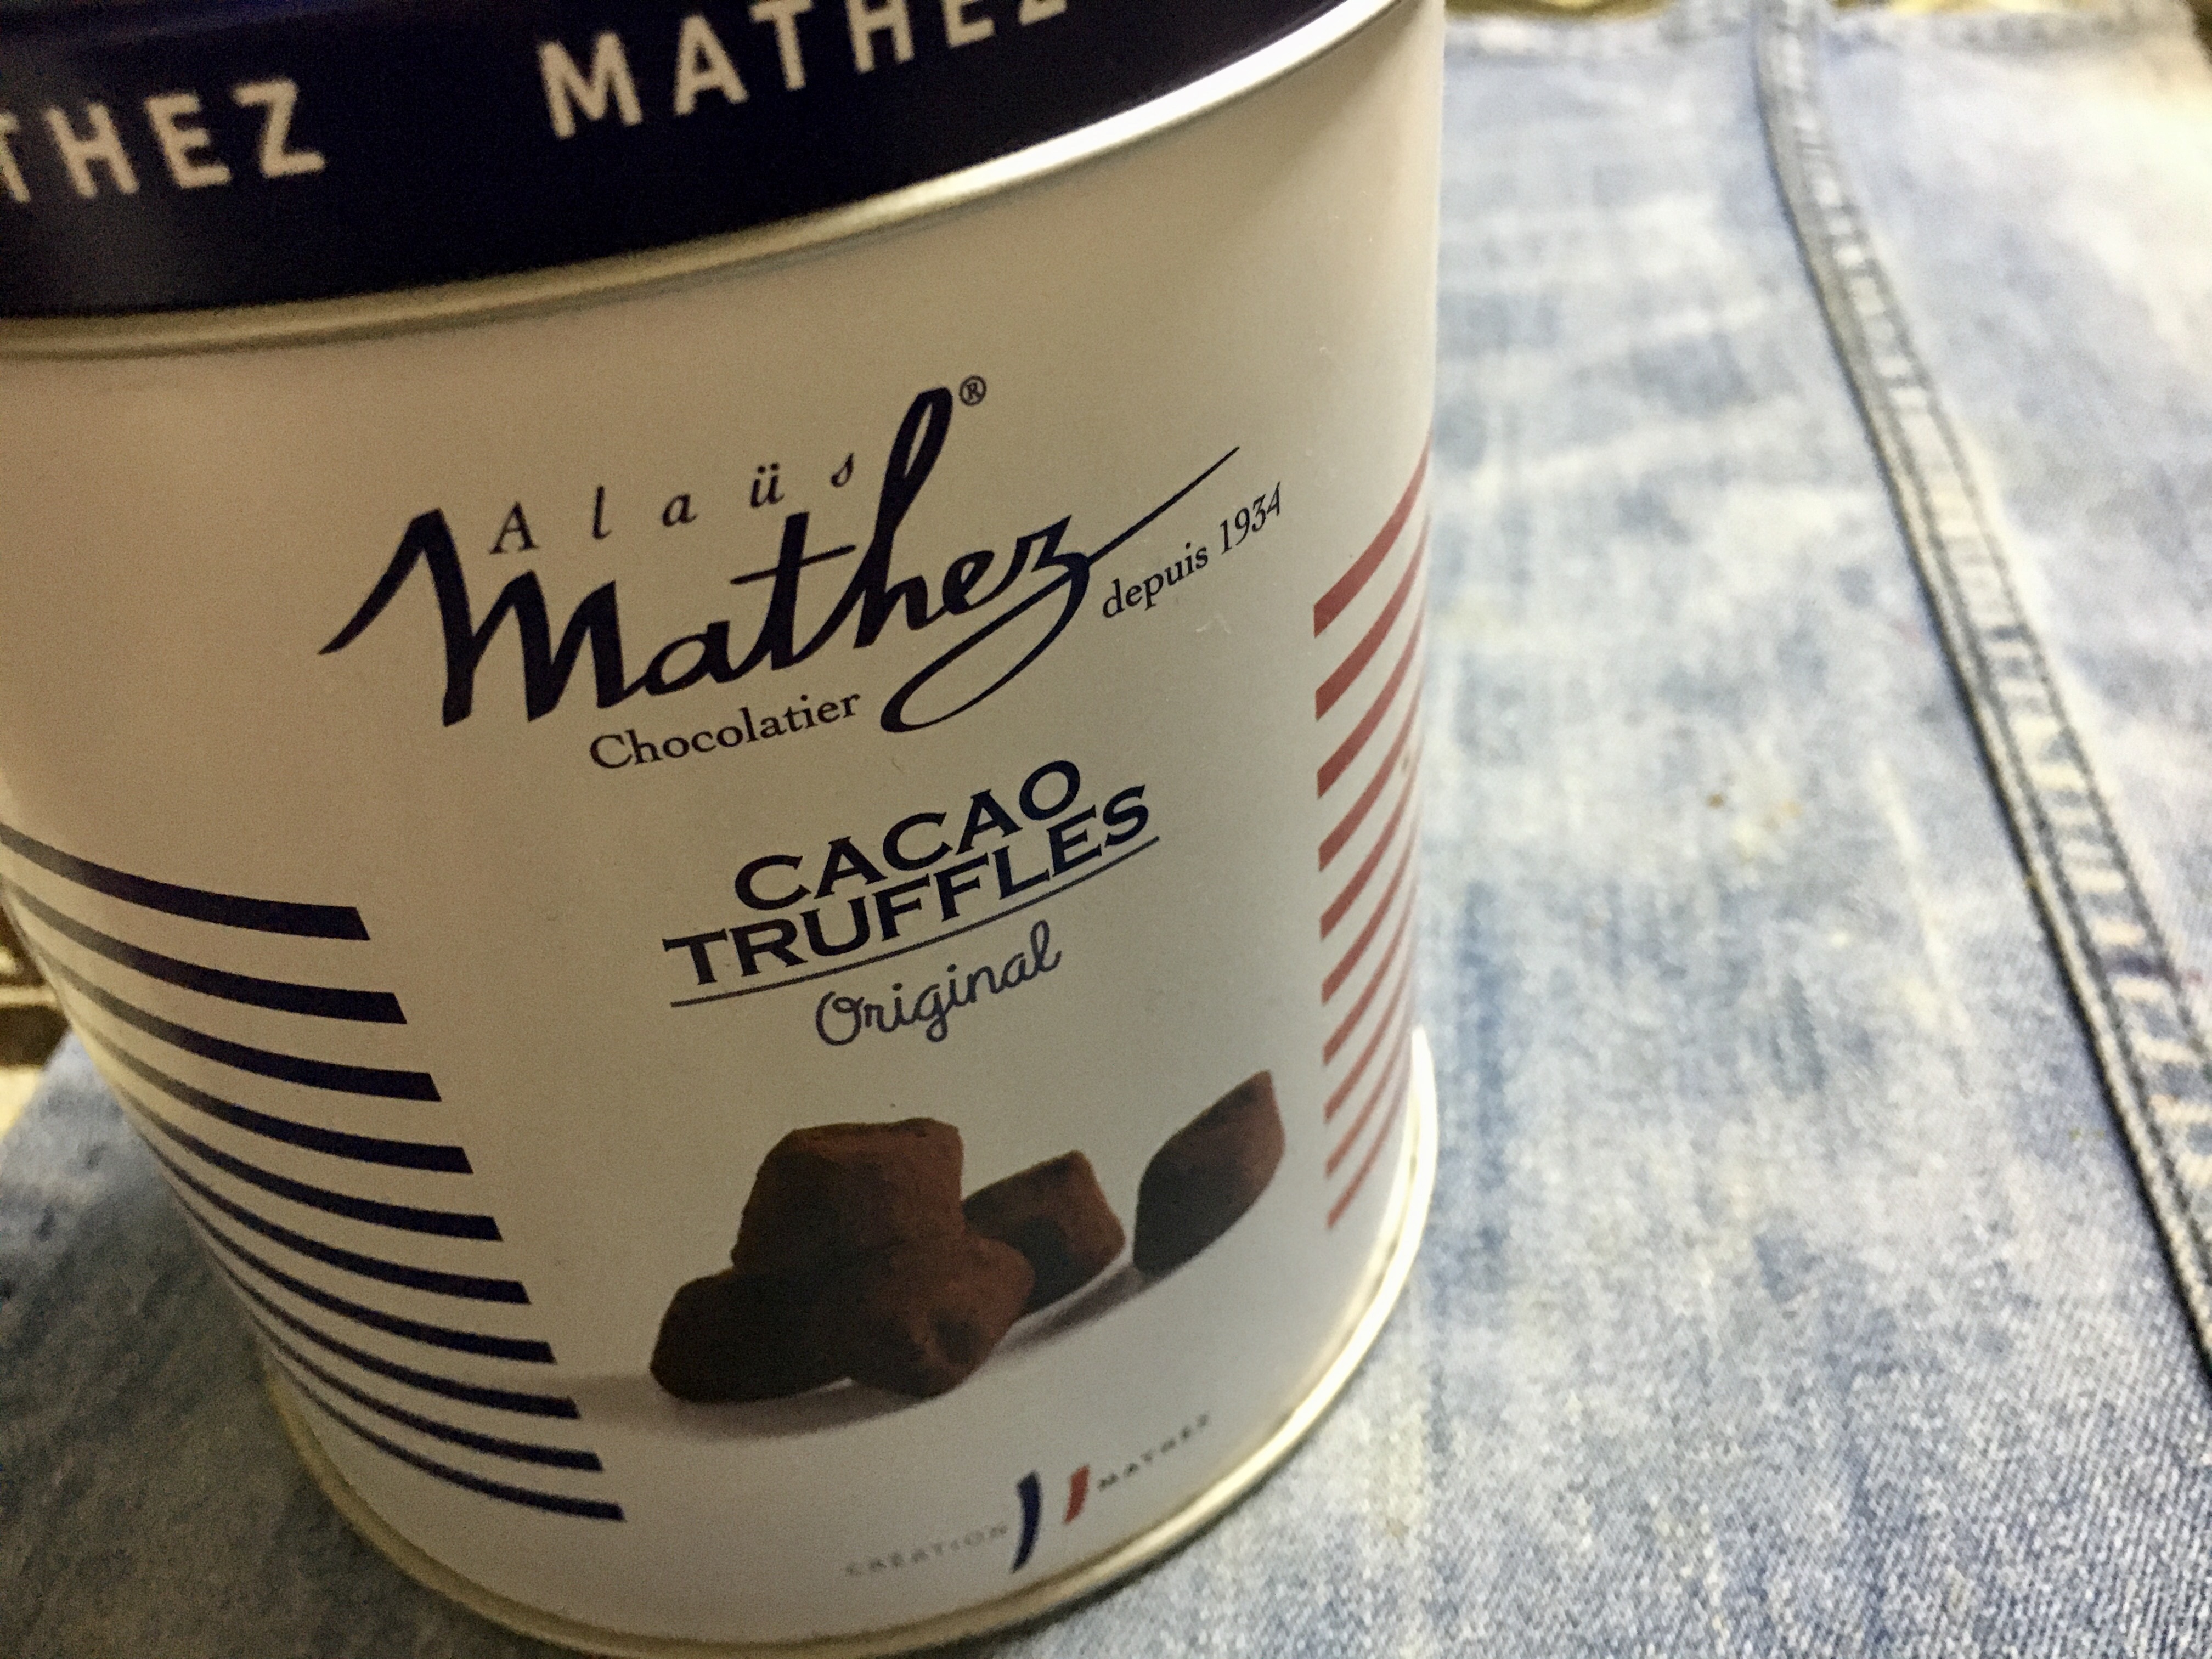 THEZ MATHEZ
Alaüs
Mathez®
depuis 1934
Chocolatier
CACAO
TRUFFLES
Original
CRÉATION MATHEZ